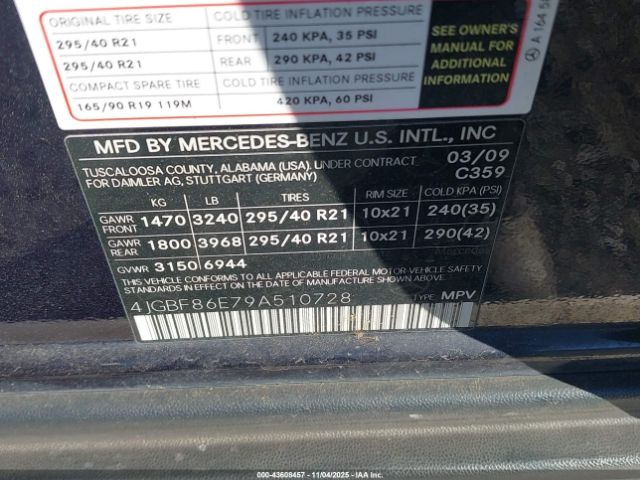 ORIGINAL TIRE SIZE COLD TIRE INFLATION PRESSURE
295/40 R21 FRONT 240 KPA, 35 PSI
295/40 R21 REAR 290 KPA, 42 PSI
COMPACT SPARE TIRE COLD TIRE INFLATION PRESSURE
165/90 R19 119M 420 KPA, 60 PSI
SEE OWNER'S
MANUAL FOR
ADDITIONAL
INFORMATION
A 164 58
MFD BY MERCEDES-BENZ U.S. INTL., INC
TUSCALOOSA COUNTY, ALABAMA (USA), UNDER CONTRACT 03/09
FOR DAIMLER AG, STUTTGART (GERMANY) C359
KG LB TIRES RIM SIZE COLD KPA (PSI)
GAWR FRONT 1470 3240 295/40 R21 10x21 240(35)
GAWR REAR 1800 3968 295/40 R21 10x21 290(42)
GVWR 3150 6944
THIS VEHICLE CONFORMS TO ALL APPLICABLE FEDERAL MOTOR VEHICLE SAFETY
STANDARDS IN EFFECT ON THE DATE OF MANUFACTURE SHOWN ABOVE.
4JGBF86E79A510728 TYPE MPV
000-43608457 - 11/04/2025 - COPART.COM